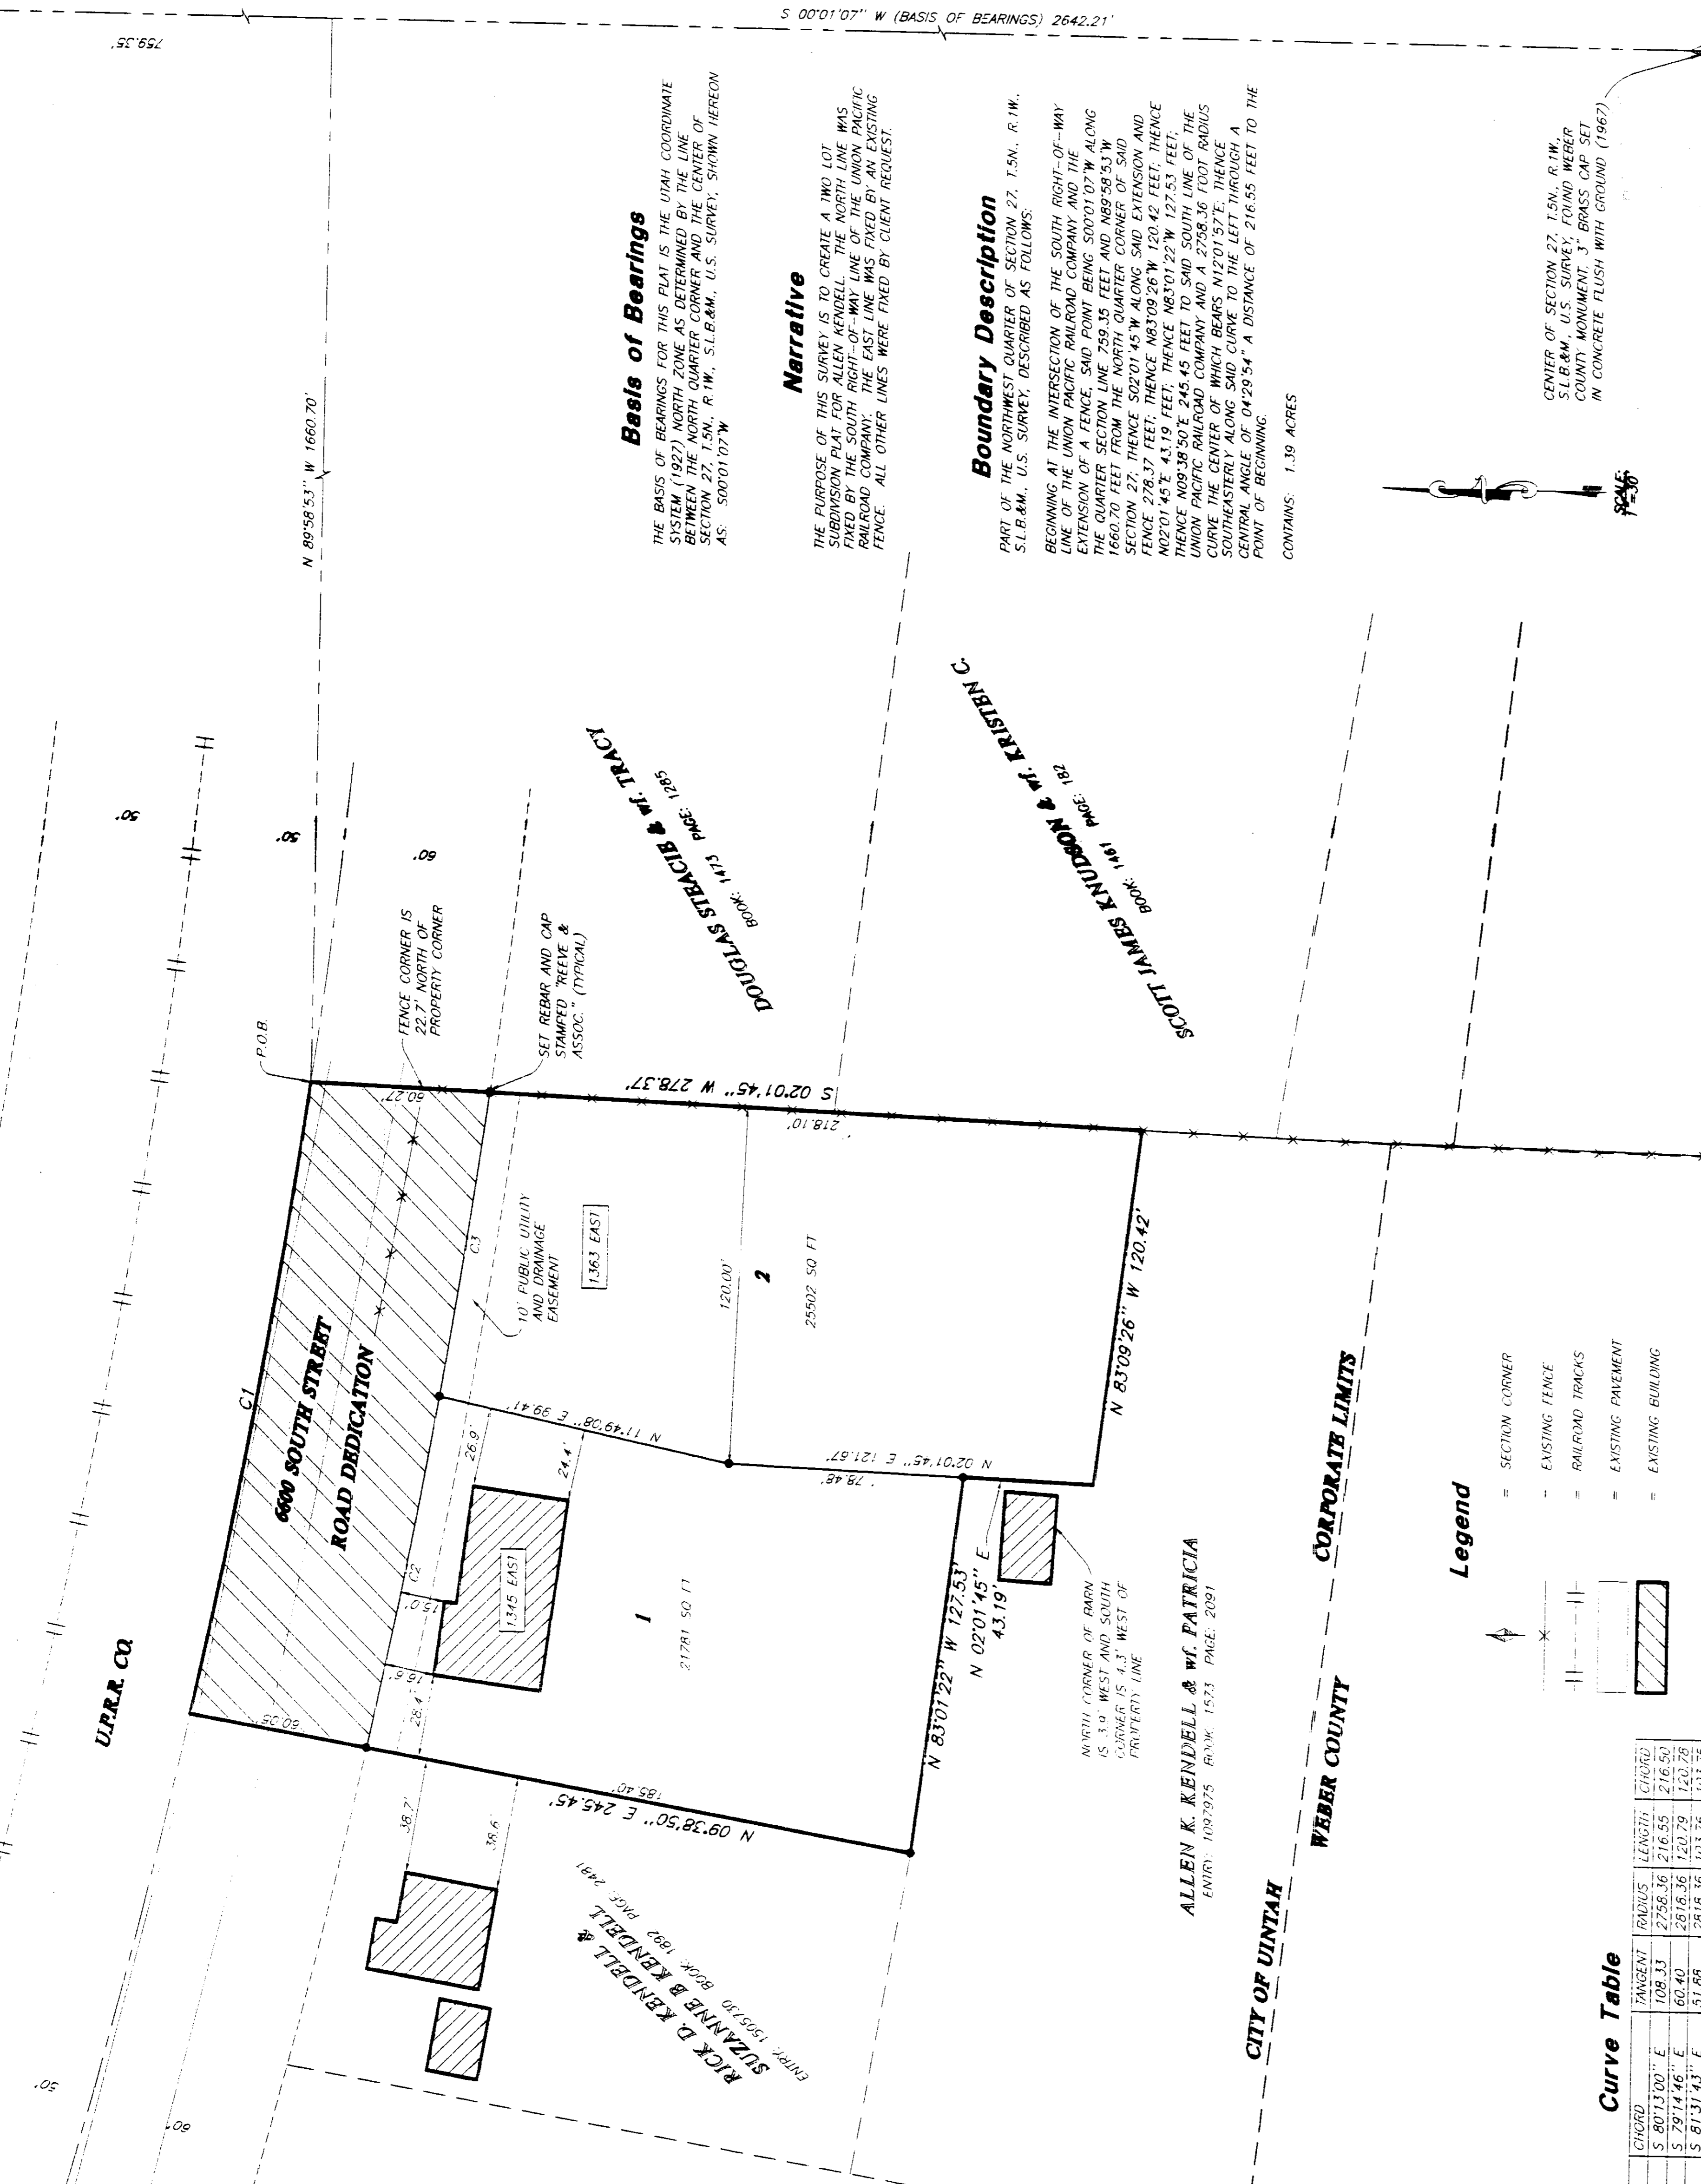 S 00°01'07" W (BASIS OF BEARINGS) 2642.21'
759.35'
N 89°58'53" W 1660.70'
Basis of Bearings
THE BASIS OF BEARINGS FOR THIS PLAT IS THE UTAH COORDINATE
SYSTEM (1927) NORTH ZONE AS DETERMINED BY THE LINE
BETWEEN THE NORTH QUARTER CORNER AND THE CENTER OF
SECTION 27, T.5N., R.1W., S.L.B.&M., U.S. SURVEY, SHOWN HEREON
AS: S00°01'07"W
Narrative
THE PURPOSE OF THIS SURVEY IS TO CREATE A TWO LOT
SUBDIVISION PLAT FOR ALLEN KENDELL. THE NORTH LINE WAS
FIXED BY THE SOUTH RIGHT-OF-WAY LINE OF THE UNION PACIFIC
RAILROAD COMPANY. THE EAST LINE WAS FIXED BY AN EXISTING
FENCE. ALL OTHER LINES WERE FIXED BY CLIENT REQUEST.
Boundary Description
PART OF THE NORTHWEST QUARTER OF SECTION 27, T.5N., R.1W.,
S.L.B.&M., U.S. SURVEY, DESCRIBED AS FOLLOWS:
BEGINNING AT THE INTERSECTION OF THE SOUTH RIGHT-OF-WAY
LINE OF THE UNION PACIFIC RAILROAD COMPANY AND THE
EXTENSION OF A FENCE, SAID POINT BEING S00°01'07"W ALONG
THE QUARTER SECTION LINE 759.35 FEET AND N89°58'53"W
1660.70 FEET FROM THE NORTH QUARTER CORNER OF SAID
SECTION 27; THENCE S02°01'45"W ALONG SAID EXTENSION AND
FENCE 278.37 FEET; THENCE N83°09'26"W 120.42 FEET; THENCE
N02°01'45"E 43.19 FEET; THENCE N83°01'22"W 127.53 FEET;
THENCE N09°38'50"E 245.45 FEET TO SAID SOUTH LINE OF THE
UNION PACIFIC RAILROAD COMPANY AND A 2758.36 FOOT RADIUS
CURVE THE CENTER OF WHICH BEARS N12°01'57"E; THENCE
SOUTHEASTERLY ALONG SAID CURVE TO THE LEFT THROUGH A
CENTRAL ANGLE OF 04°29'54" A DISTANCE OF 216.55 FEET TO THE
POINT OF BEGINNING.
CONTAINS: 1.39 ACRES
CENTER OF SECTION 27, T.5N., R.1W.,
S.L.B.&M., U.S. SURVEY, FOUND WEBER
COUNTY MONUMENT, 3" BRASS CAP SET
IN CONCRETE FLUSH WITH GROUND (1967)
SCALE:
1"=30'
50'
50'
60'
P.O.B.
FENCE CORNER IS
22.7' NORTH OF
PROPERTY CORNER
SET REBAR AND CAP
STAMPED "REEVE &
ASSOC." (TYPICAL)
DOUGLAS STRACIE & wf. TRACY
BOOK: 1473 PAGE: 1285
SCOTT JAMES KNUDSON & wf. KRISTEN C.
BOOK: 1461 PAGE: 182
U.P.R.R. CO.
C1
6600 SOUTH STREET
ROAD DEDICATION
60.27'
60.05'
C2
C3
S 02°01'45" W 278.37'
218.10'
10' PUBLIC UTILITY
AND DRAINAGE
EASEMENT
1363 EAST
120.00'
2
25502 SQ FT
N 11°49'08" E 99.41'
26.9'
24.4'
15.0'
16.6'
28.4'
1345 EAST
1
21781 SQ FT
N 02°01'45" E 121.67'
78.48'
N 83°09'26" W 120.42'
N 83°01'22" W 127.53'
N 02°01'45" E
43.19'
N 09°38'50" E 245.45'
185.40'
38.7'
38.6'
NORTH CORNER OF BARN
IS 3.9' WEST AND SOUTH
CORNER IS 4.3' WEST OF
PROPERTY LINE
ALLEN K. KENDELL & wf. PATRICIA
ENTRY: 1097975 BOOK: 1573 PAGE: 2091
RICK D. KENDELL &
SUZANNE B KENDELL
ENTRY: 1505730 BOOK: 1892 PAGE: 2481
50'
60'
CITY OF UINTAH
CORPORATE LIMITS
WEBER COUNTY
Legend
= SECTION CORNER
-- EXISTING FENCE
= RAILROAD TRACKS
= EXISTING PAVEMENT
= EXISTING BUILDING
Curve Table
CHORD TANGENT RADIUS LENGTH CHORD
S 80°13'00" E 108.33 2758.36 216.55 216.50
S 79°14'46" E 60.40 2818.36 120.79 120.78
S 81°31'43" E 51.88 2818.36 103.76 103.75